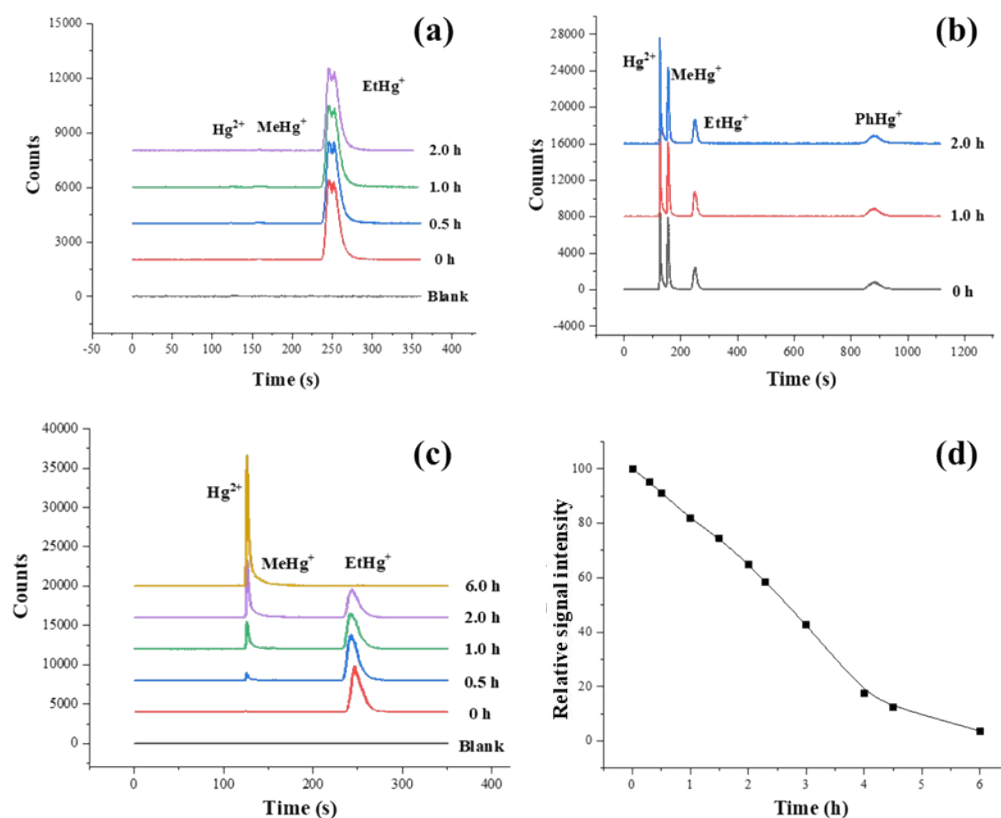 (a)
15000
12000
9000
6000
3000
0
Counts
Hg²⁺ MeHg⁺ EtHg⁺
2.0 h
1.0 h
0.5 h
0 h
Blank
-50 0 50 100 150 200 250 300 350 400
Time (s)
(b)
28000
24000
20000
16000
12000
8000
4000
0
-4000
Couunts
Hg²⁺
MeHg⁺
EtHg⁺
PhHg⁺
2.0 h
1.0 h
0 h
0 200 400 600 800 1000 1200
Time (s)
(c)
40000
35000
30000
25000
20000
15000
10000
5000
0
Counts
Hg²⁺
MeHg⁺ EtHg⁺
6.0 h
2.0 h
1.0 h
0.5 h
0 h
Blank
0 100 200 300 400
Time (s)
(d)
100
80
60
40
20
0
Relative signal intensity
0 1 2 3 4 5 6
Time (h)